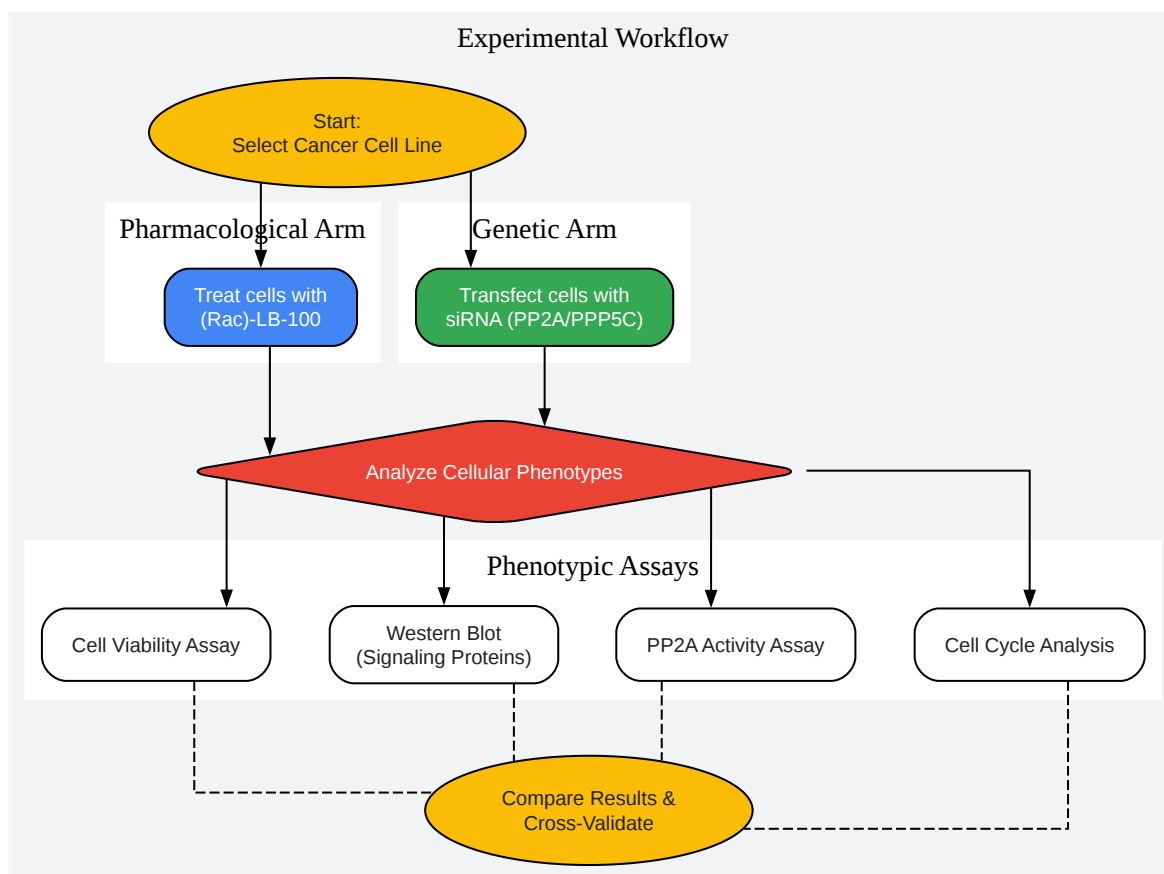 Experimental Workflow
Start:
Select Cancer Cell Line
Pharmacological Arm
Genetic Arm
Treat cells with
(Rac)-LB-100
Transfect cells with
siRNA (PP2A/PPP5C)
Analyze Cellular Phenotypes
Phenotypic Assays
Cell Viability Assay
Western Blot
(Signaling Proteins)
PP2A Activity Assay
Cell Cycle Analysis
Compare Results &
Cross-Validate